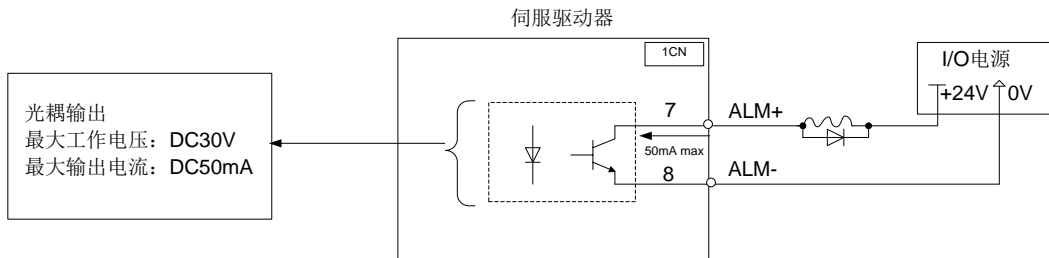 伺服驱动器
1CN
I/O电源
+24V 0V
光耦输出
最大工作电压：DC30V
最大输出电流：DC50mA
7 ALM+
50mA max
8 ALM-